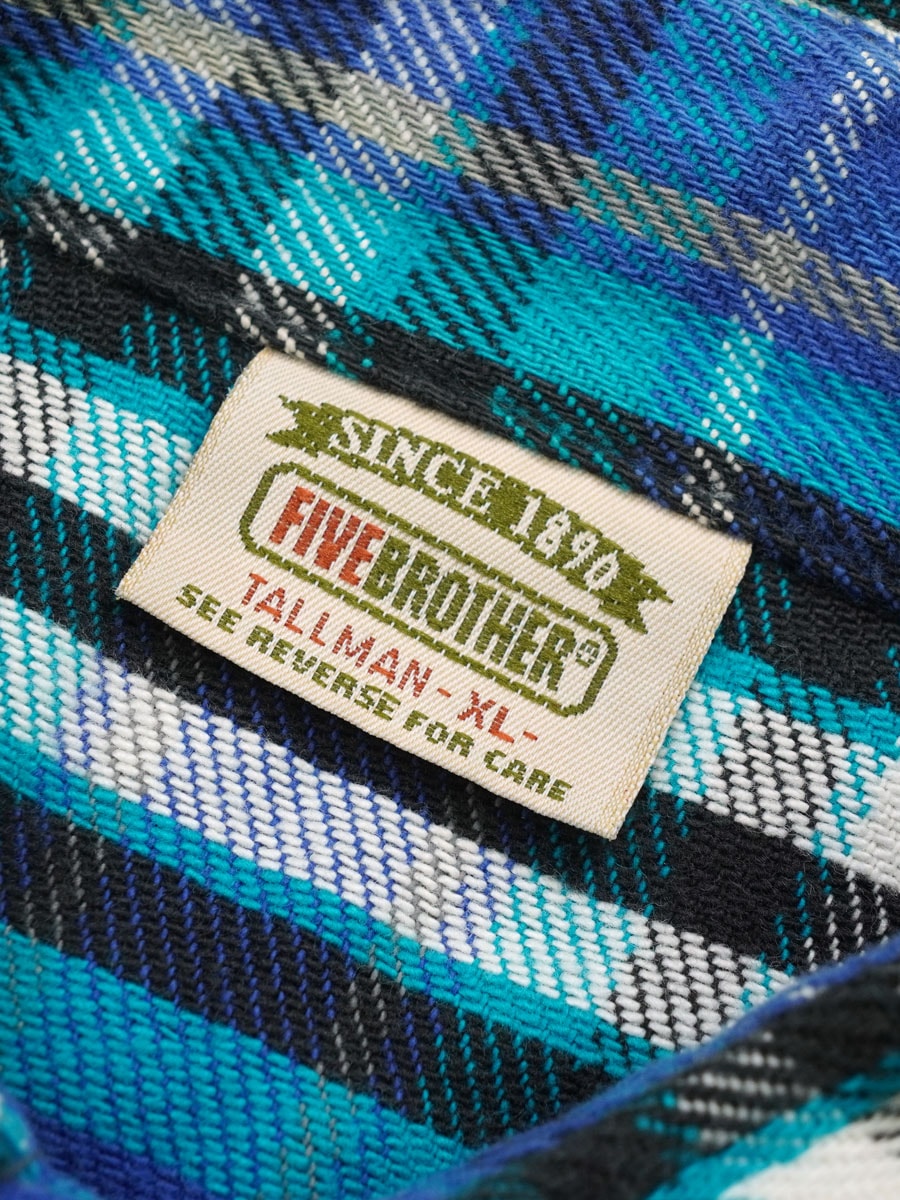 SINCE 1890
FIVEBROTHER®
TALLMAN - XL-
SEE REVERSE FOR CARE